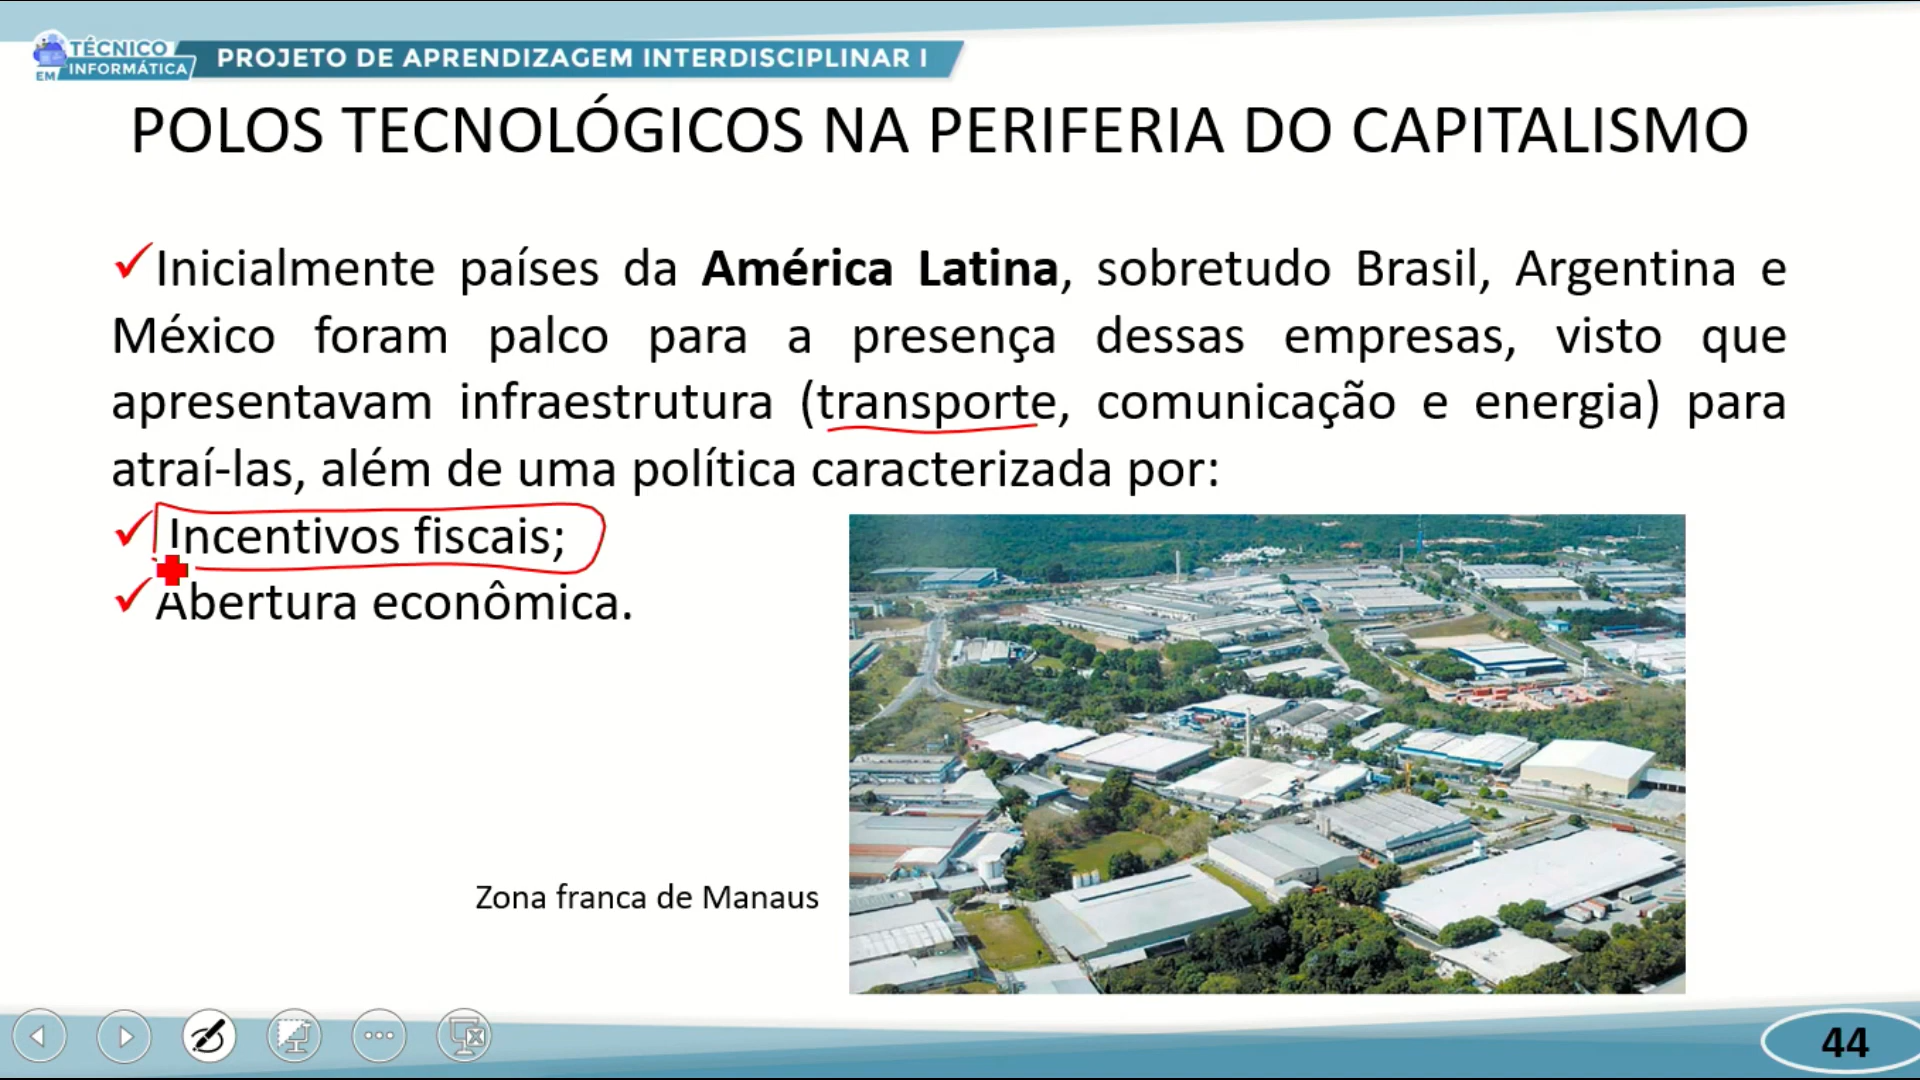 TÉCNICO
EM INFORMÁTICA
PROJETO DE APRENDIZAGEM INTERDISCIPLINAR I
POLOS TECNOLÓGICOS NA PERIFERIA DO CAPITALISMO
✓Inicialmente países da América Latina, sobretudo Brasil, Argentina e
México foram palco para a presença dessas empresas, visto que
apresentavam infraestrutura (transporte, comunicação e energia) para
atraí-las, além de uma política caracterizada por:
✓ Incentivos fiscais;
✓Abertura econômica.
Zona franca de Manaus
44